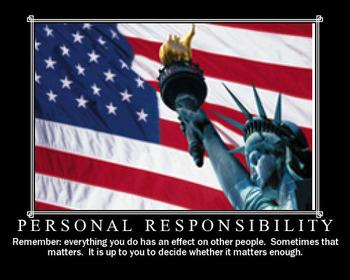 PERSONAL RESPONSIBILITY
Remember: everything you do has an effect on other people.  Sometimes that
matters.  It is up to you to decide whether it matters enough.